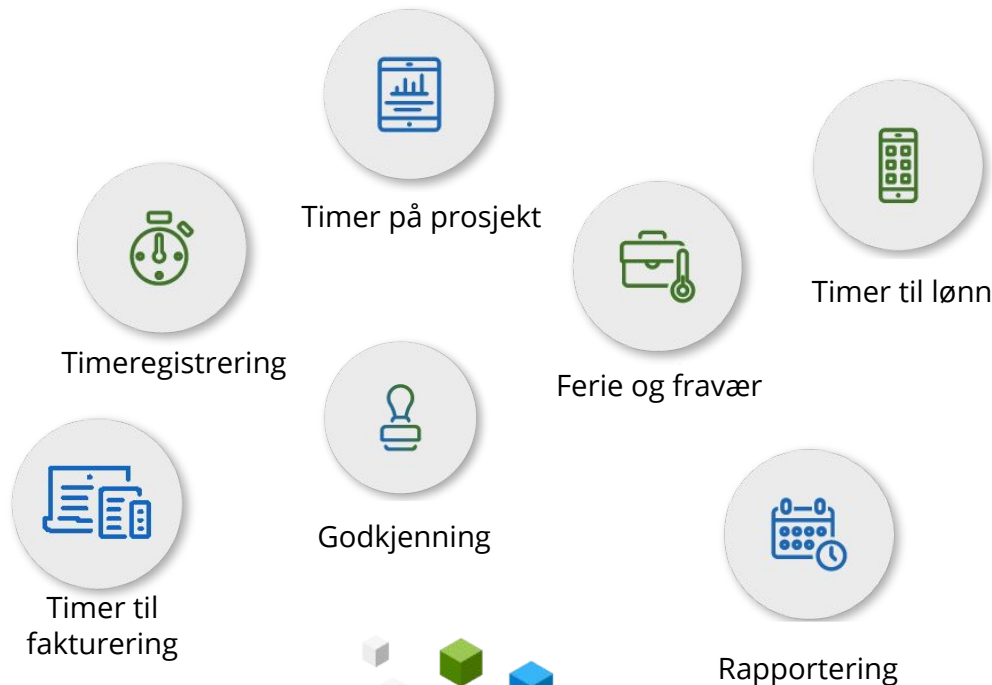 Timer på prosjekt
Timer til lønn
Timeregistrering
Ferie og fravær
Godkjenning
Timer til
fakturering
Rapportering